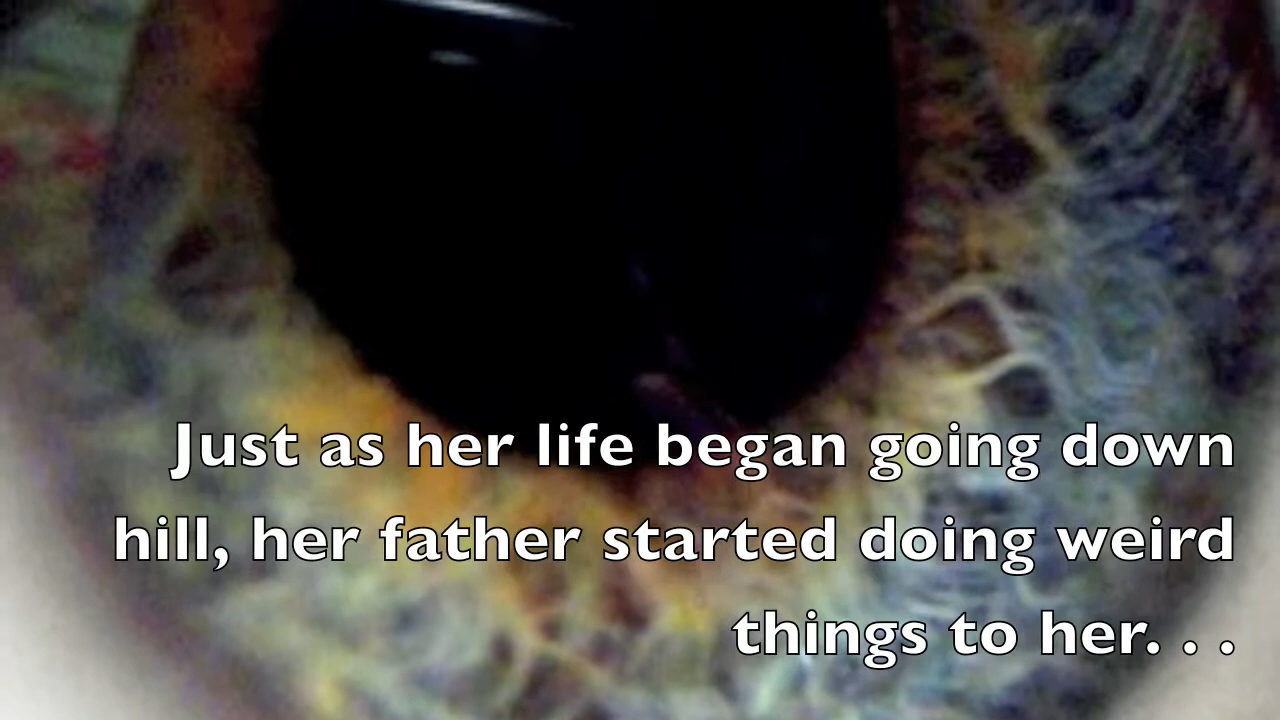 Just as her life began going down
hill, her father started doing weird
things to her. . .